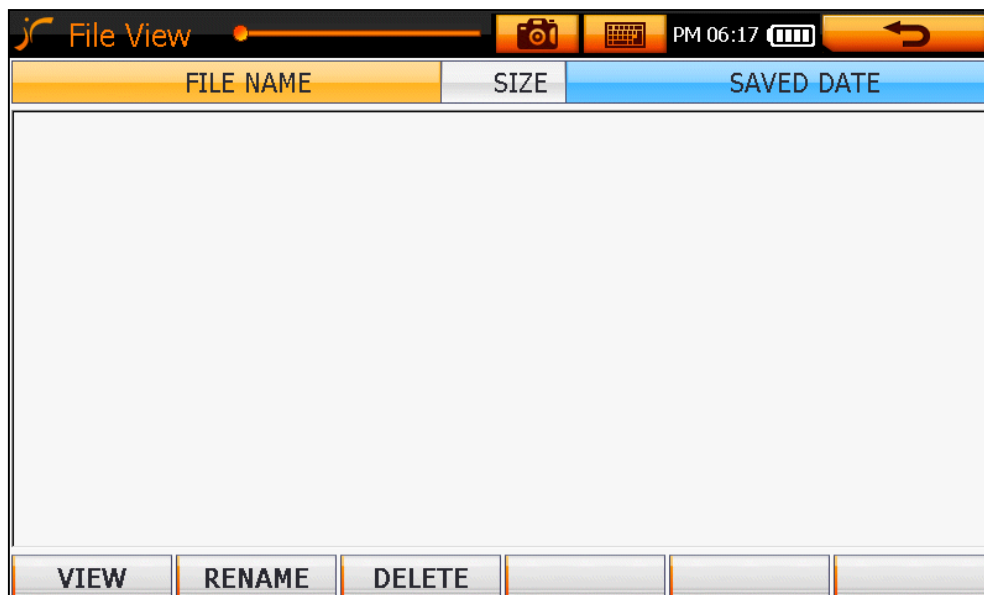 File View PM 06:17
FILE NAME SIZE SAVED DATE
VIEW RENAME DELETE